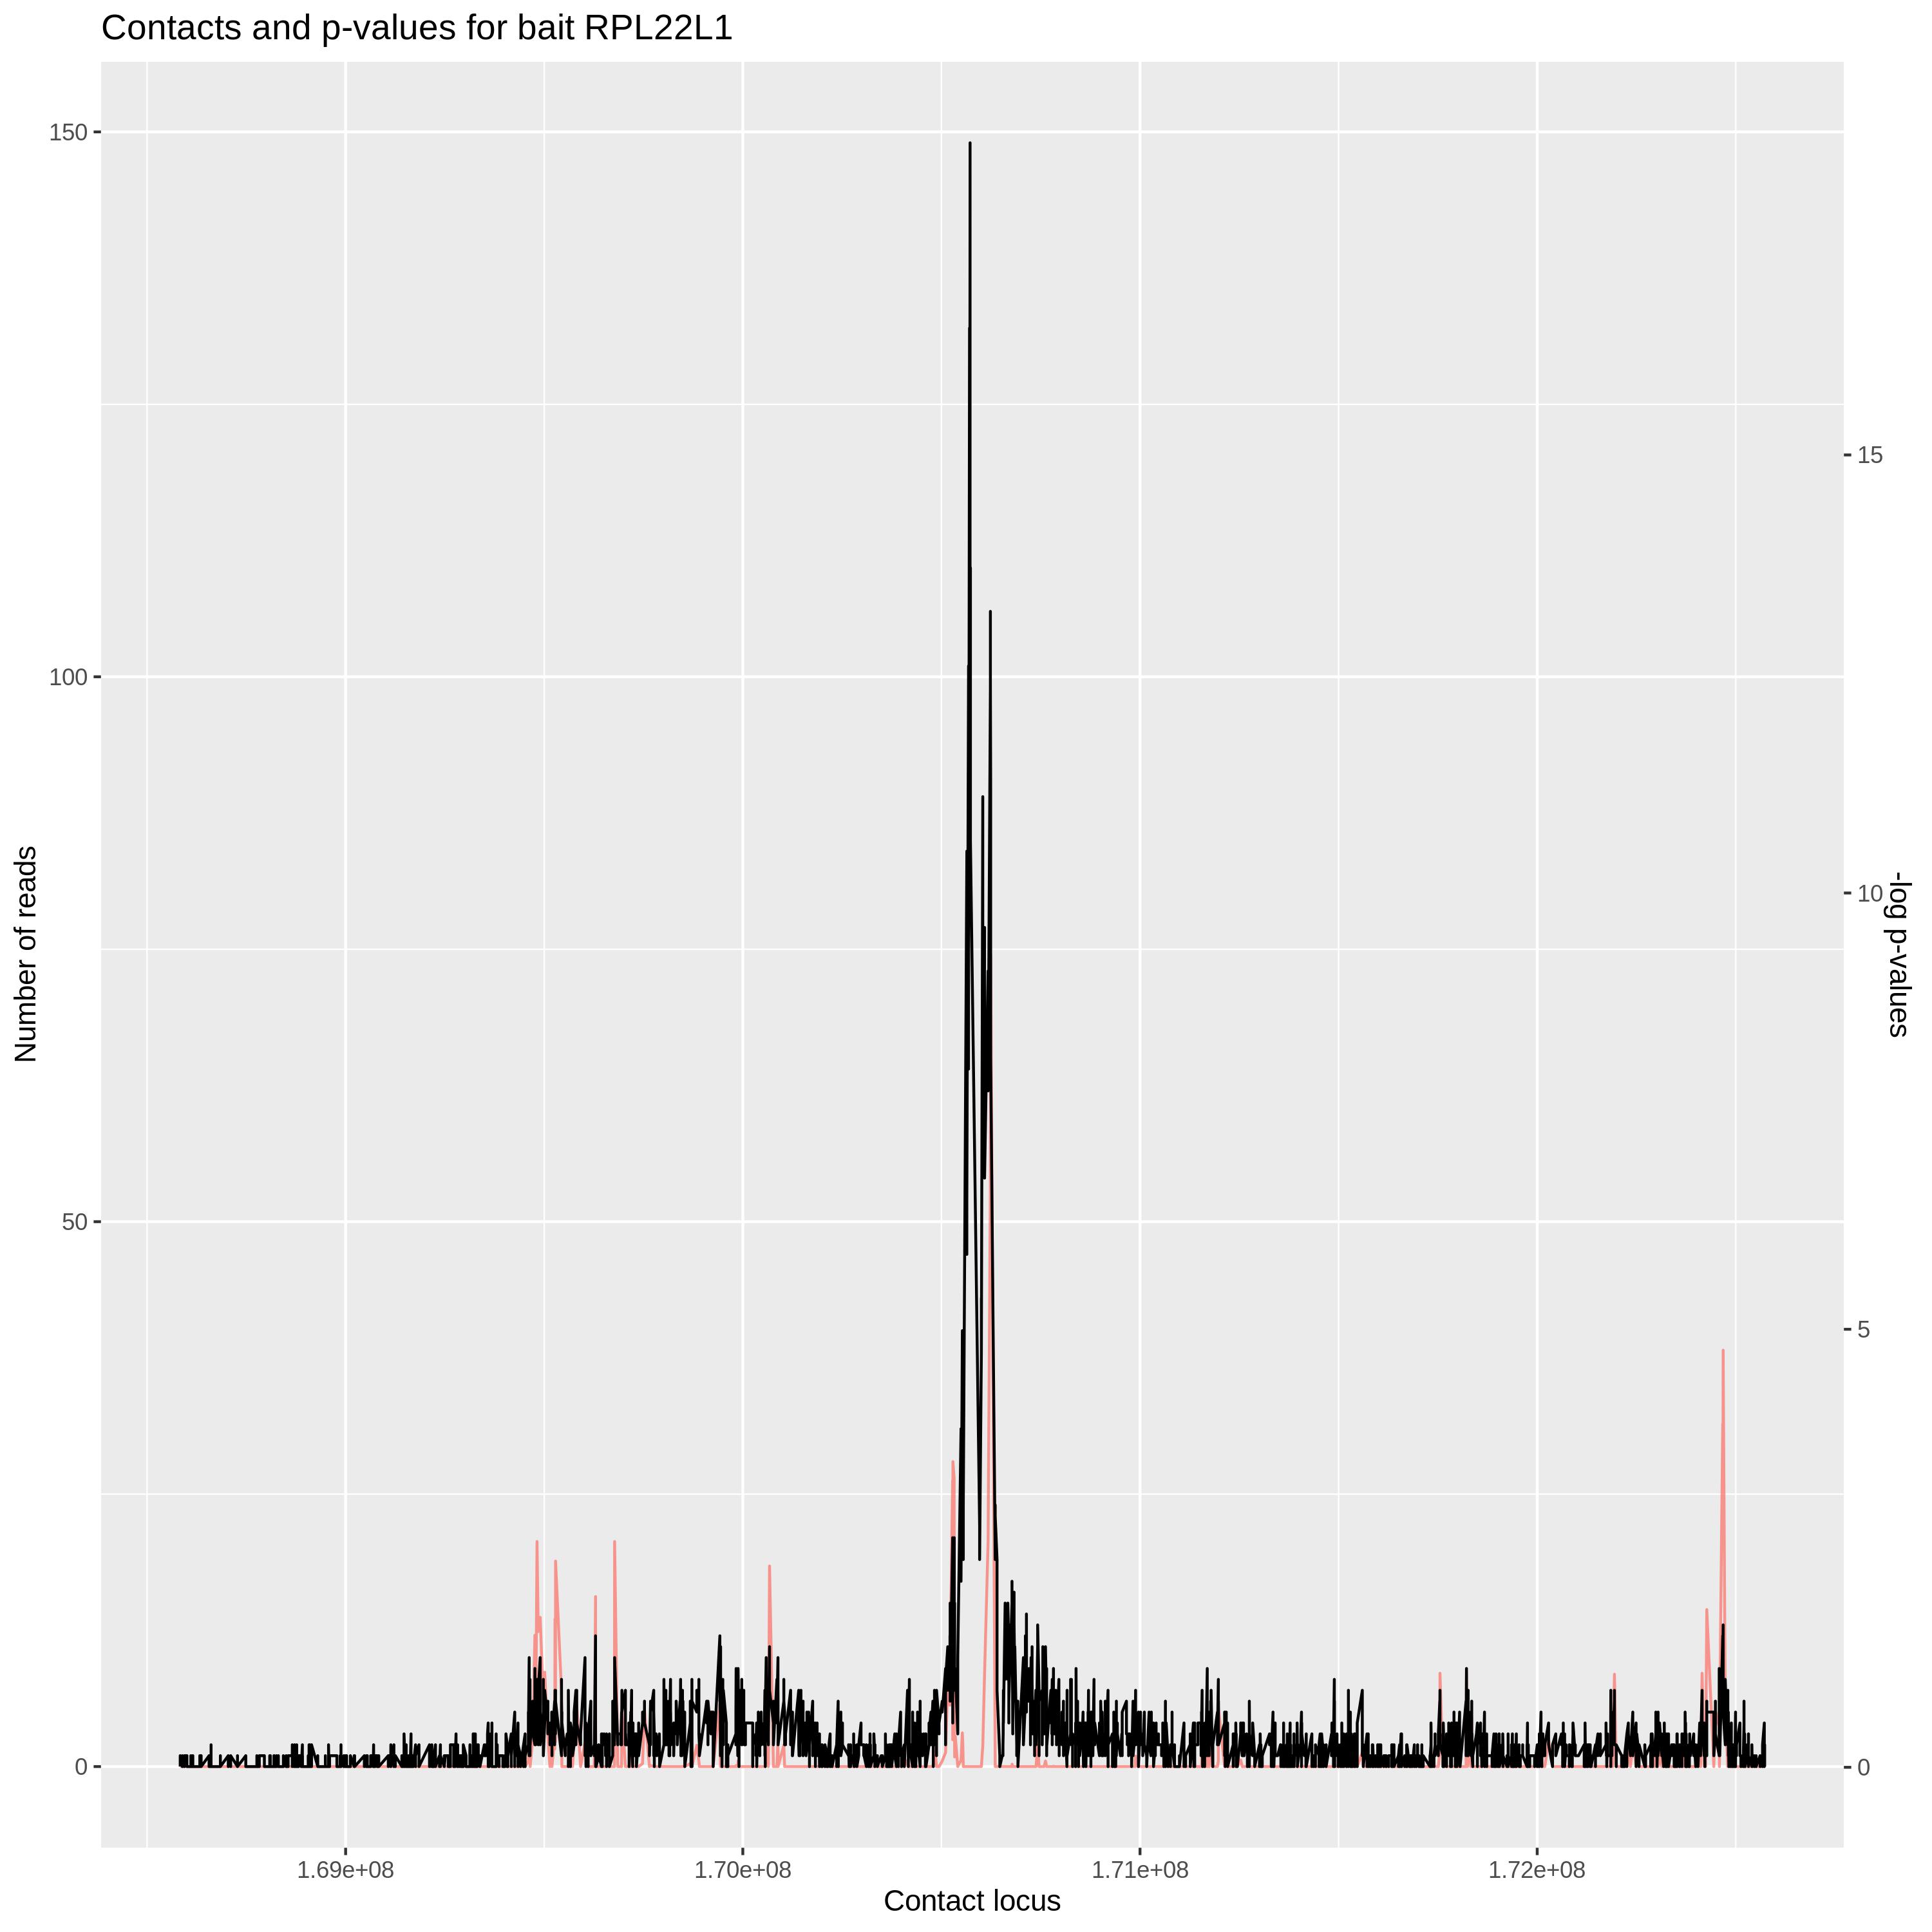 Contacts and p-values for bait RPL22L1
150
100
50
0
Number of reads
15
10
5
0
-log p-values
1.69e+08
1.70e+08
1.71e+08
1.72e+08
Contact locus